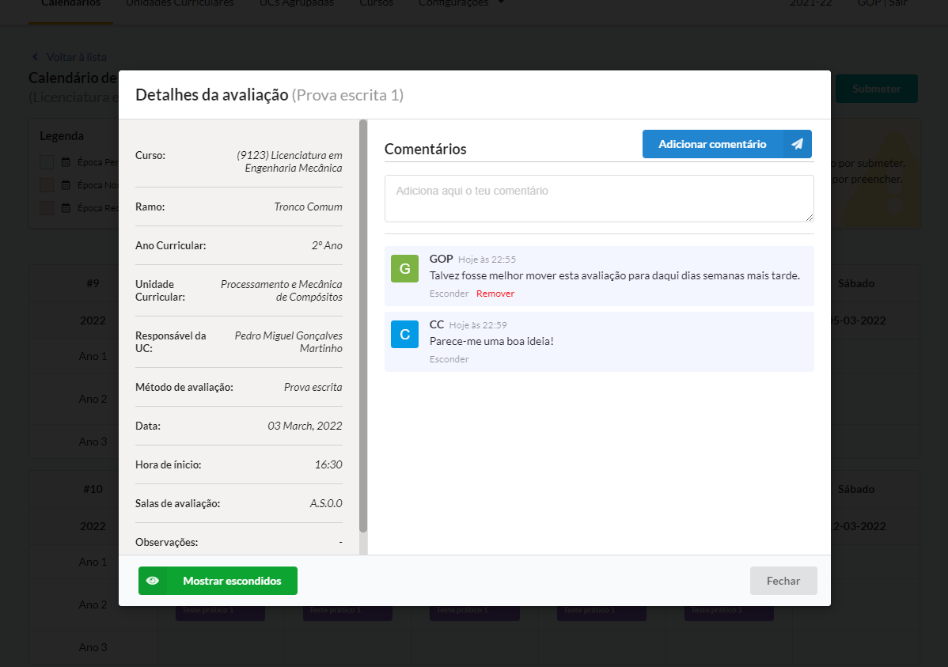 Calendários Unidades Curriculares UCs Agrupadas Cursos Configurações 2021-22 GOP | Sair
Voltar à lista
Calendário de
(Licenciatura e
Submeter
Legenda
Época
Época
Época
por submeter.
por preencher.
#9 Sábado
2022 5-03-2022
Ano 1
Ano 2
Ano 3
#10 Sábado
2022 2-03-2022
Ano 1
Ano 2
Ano 3
Detalhes da avaliação (Prova escrita 1)
Curso: (9123) Licenciatura em
Engenharia Mecânica
Ramo: Tronco Comum
Ano Curricular: 2º Ano
Unidade Processamento e Mecânica
Curricular: de Compósitos
Responsável da Pedro Miguel Gonçalves
UC: Martinho
Método de avaliação: Prova escrita
Data: 03 March, 2022
Hora de ínicio: 16:30
Salas de avaliação: A.S.0.0
Observações: -
Comentários
Adicionar comentário
Adiciona aqui o teu comentário
G
GOP Hoje às 22:55
Talvez fosse melhor mover esta avaliação para daqui dias semanas mais tarde.
Esconder Remover
C
CC Hoje às 22:59
Parece-me uma boa ideia!
Esconder
Mostrar escondidos
Fechar